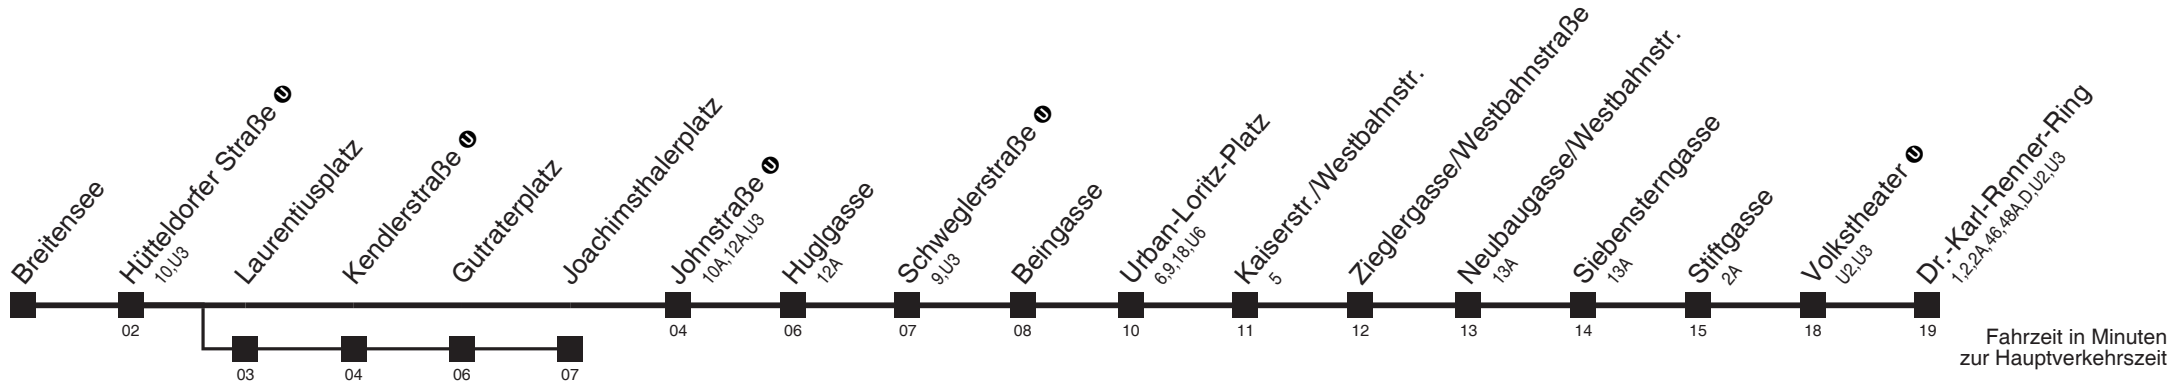 Breitensee
Hütteldorfer Straße U
10,U3
Laurentiusplatz
Kendlerstraße U
Gutraterplatz
Joachimsthalerplatz
Johnstraße U
10A,12A,U3
Huglgasse
12A
Schweglerstraße U
9,U3
Beingasse
Urban-Loritz-Platz
6,9,18,U6
Kaiserstr./Westbahnstr.
5
Zieglergasse/Westbahnstraße
Neubaugasse/Westbahnstr.
13A
Siebensterngasse
13A
Stiftgasse
2A
Volkstheater U
U2,U3
Dr.-Karl-Renner-Ring
1,2,2A,46,48A,D,U2,U3
02 04 06 07 08 10 11 12 13 14 15 18 19
03 04 06 07
Fahrzeit in Minuten
zur Hauptverkehrszeit